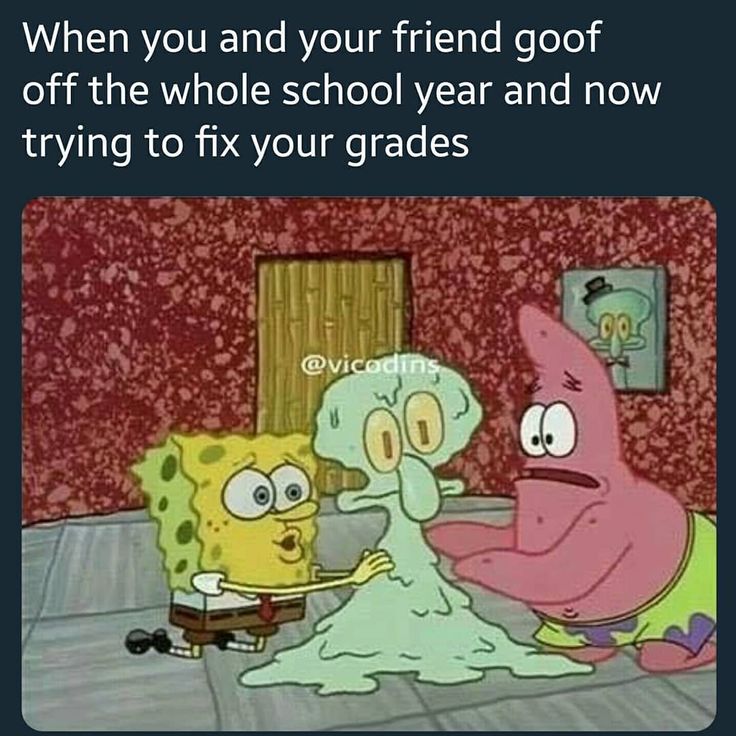 When you and your friend goof
off the whole school year and now
trying to fix your grades
@vicodins